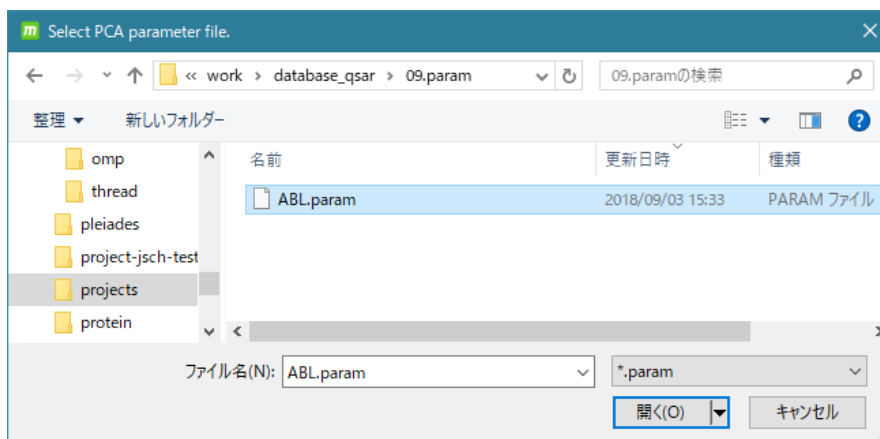 Select PCA parameter file.
« work > database_qsar > 09.param
09.paramの検索
整理
新しいフォルダー
名前
更新日時
種類
omp
thread
pleiades
project-jsch-test
projects
protein
ABL.param
2018/09/03 15:33
PARAM ファイル
ファイル名(N):
ABL.param
*.param
開く(O)
キャンセル